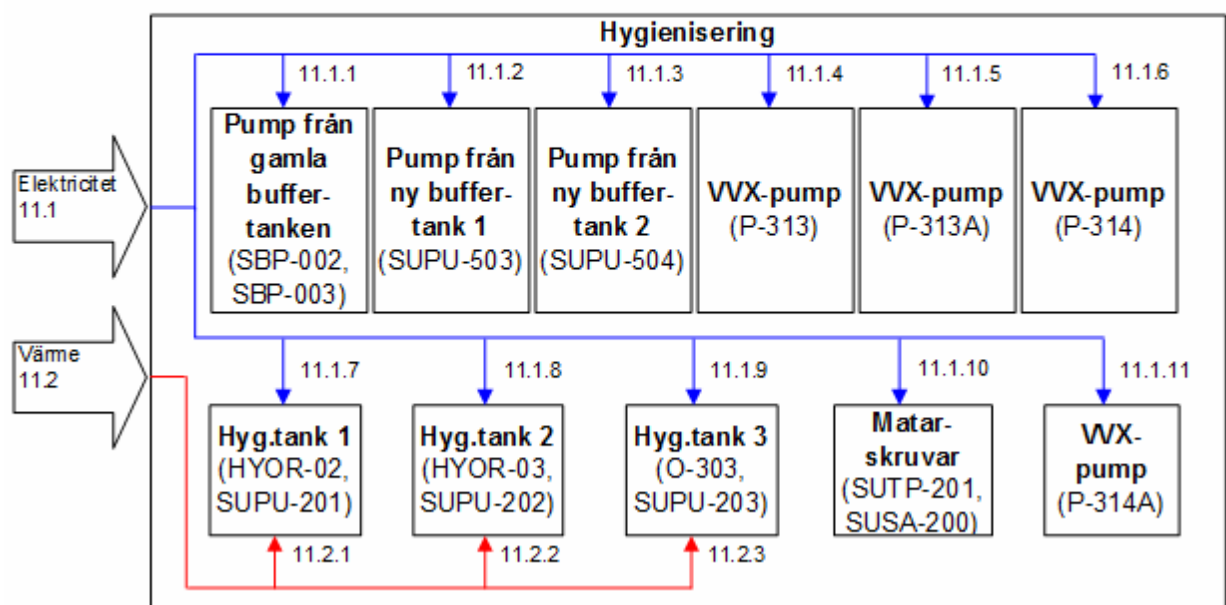 Hygienisering
11.1.1
11.1.2
11.1.3
11.1.4
11.1.5
11.1.6
Elektricitet
11.1
Pump från
gamla
buffer-
tanken
(SBP-002,
SBP-003)
Pump från
ny buffer-
tank 1
(SUPU-503)
Pump från
ny buffer-
tank 2
(SUPU-504)
VVX-pump
(P-313)
VVX-pump
(P-313A)
VVX-pump
(P-314)
Värme
11.2
11.1.7
11.1.8
11.1.9
11.1.10
11.1.11
Hyg.tank 1
(HYOR-02,
SUPU-201)
Hyg.tank 2
(HYOR-03,
SUPU-202)
Hyg.tank 3
(O-303,
SUPU-203)
Matar-
skruvar
(SUTP-201,
SUSA-200)
VVX-
pump
(P-314A)
11.2.1
11.2.2
11.2.3